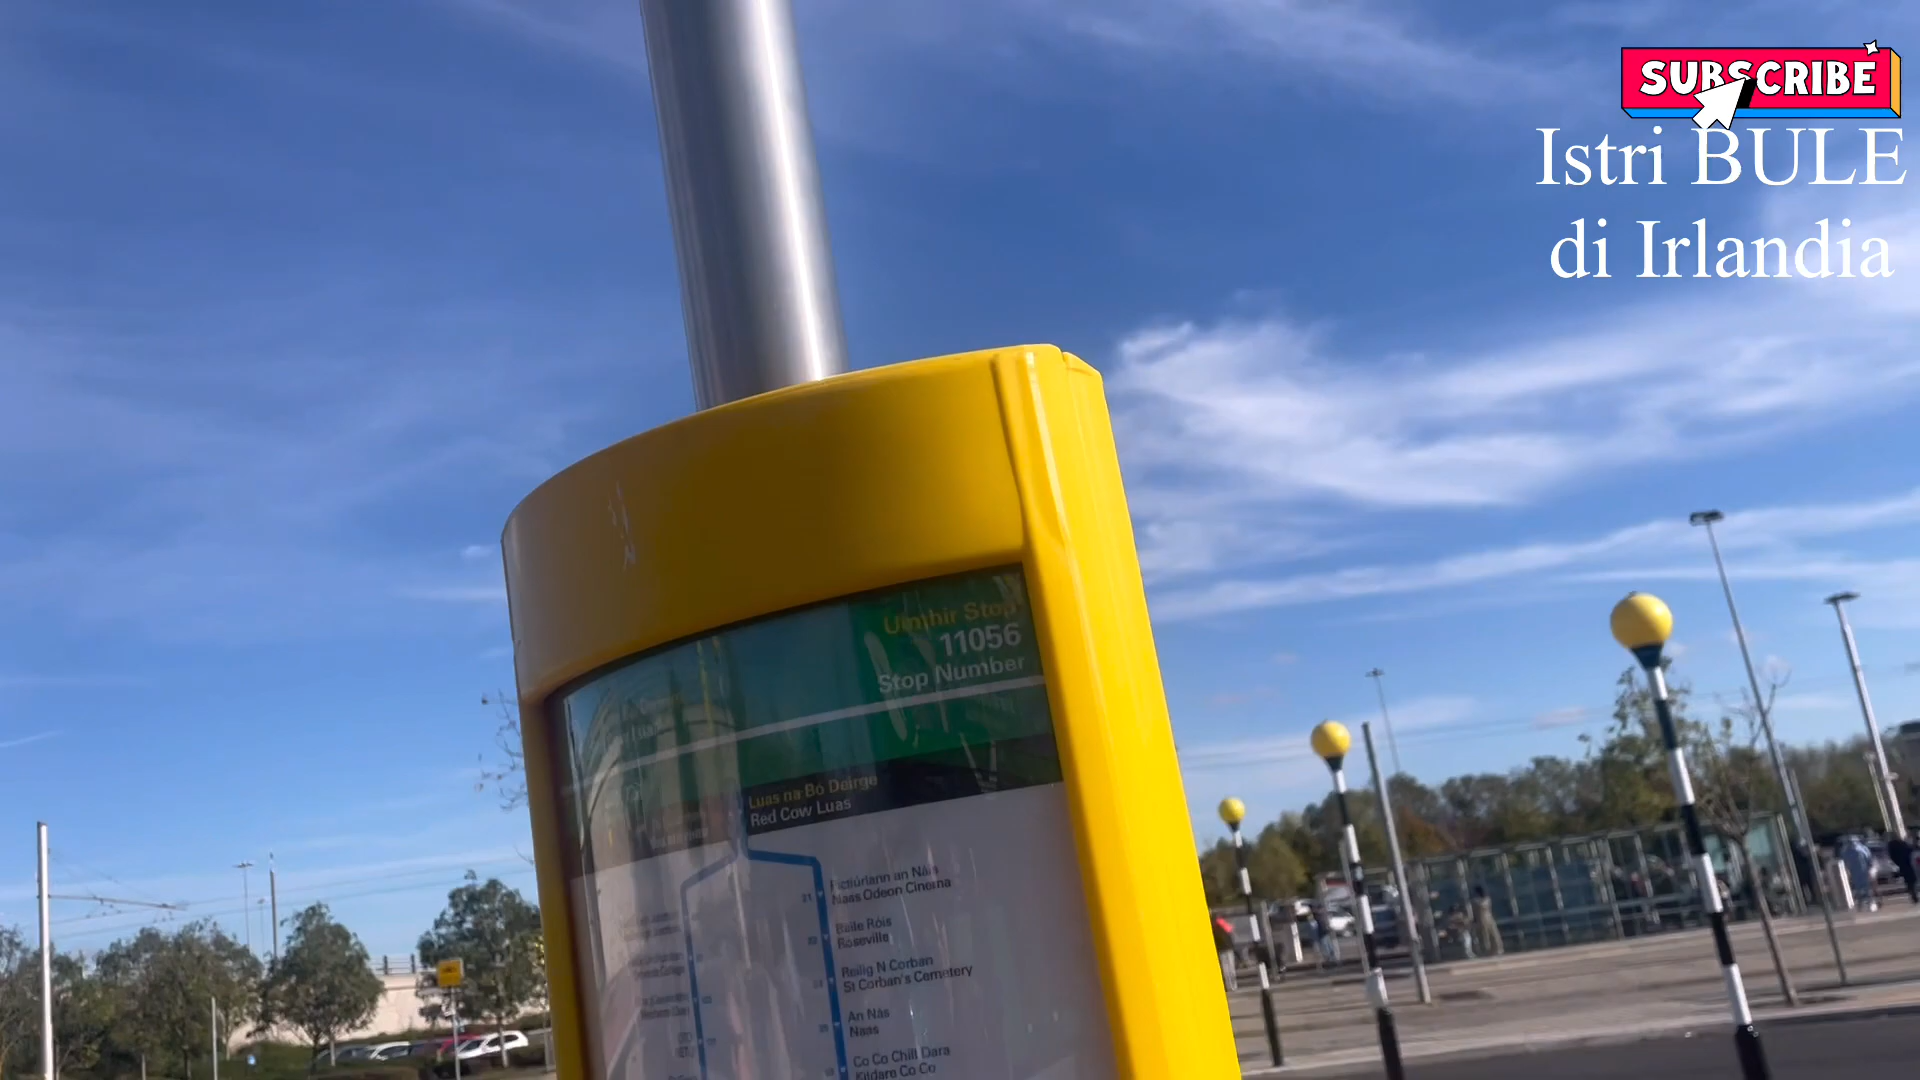 SUBSCRIBE
Istri BULE
di Irlandia
Uimhir Stop
11056
Stop Number
Luas na Bó Deirge
Red Cow Luas
Pictiúrlann an Náis
Naas Odeon Cinema
Baile Róis
Roseville
Reilig N Corban
St Corban's Cemetery
An Nás
Naas
Co Co Chill Dara
Kildare Co Co